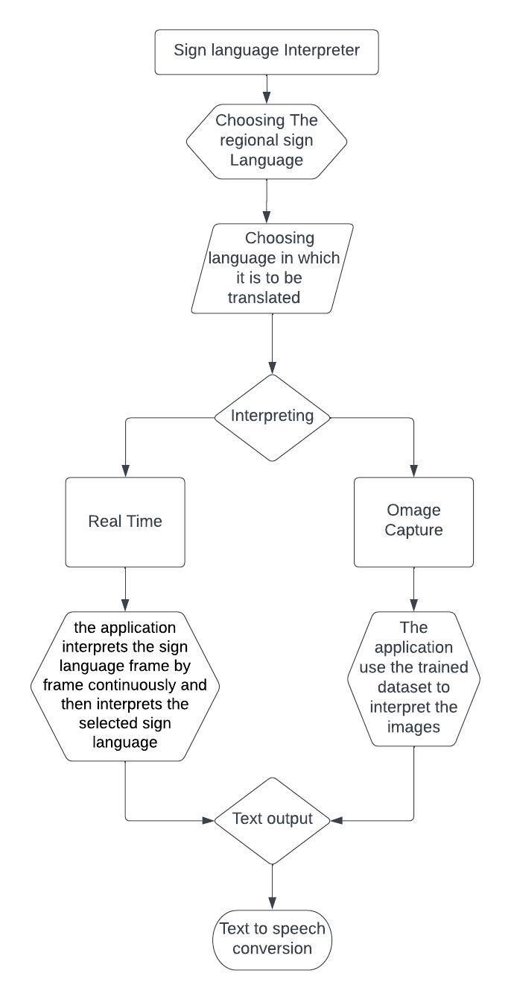 Sign language Interpreter
Choosing The
regional sign
Language
Choosing
language in which
it is to be
translated
Interpreting
Real Time
Omage
Capture
the application
interprets the sign
language frame by
frame continuously and
then interprets the
selected sign
language
The
application
use the trained
dataset to
interpret the
images
Text output
Text to speech
conversion